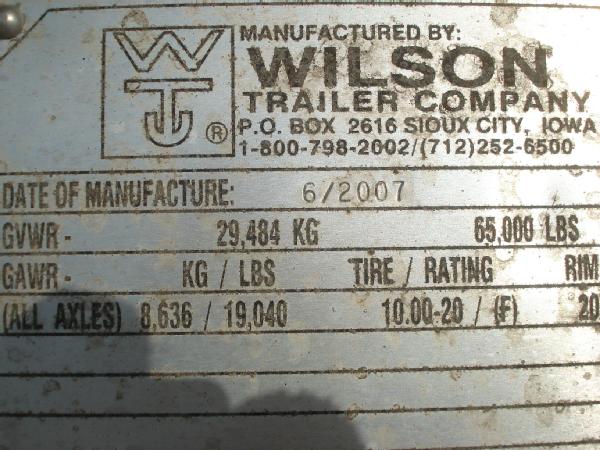 WTJ ®
MANUFACTURED BY:
WILSON
TRAILER COMPANY
P.O. BOX 2616 SIOUX CITY, IOWA
1-800-798-2002/(712)252-6500
DATE OF MANUFACTURE: 6/2007
GVWR - 29,484 KG 65,000 LBS
GAWR - KG / LBS TIRE / RATING RIM
(ALL AXLES) 8,636 / 19,040 10.00-20 / (F) 20